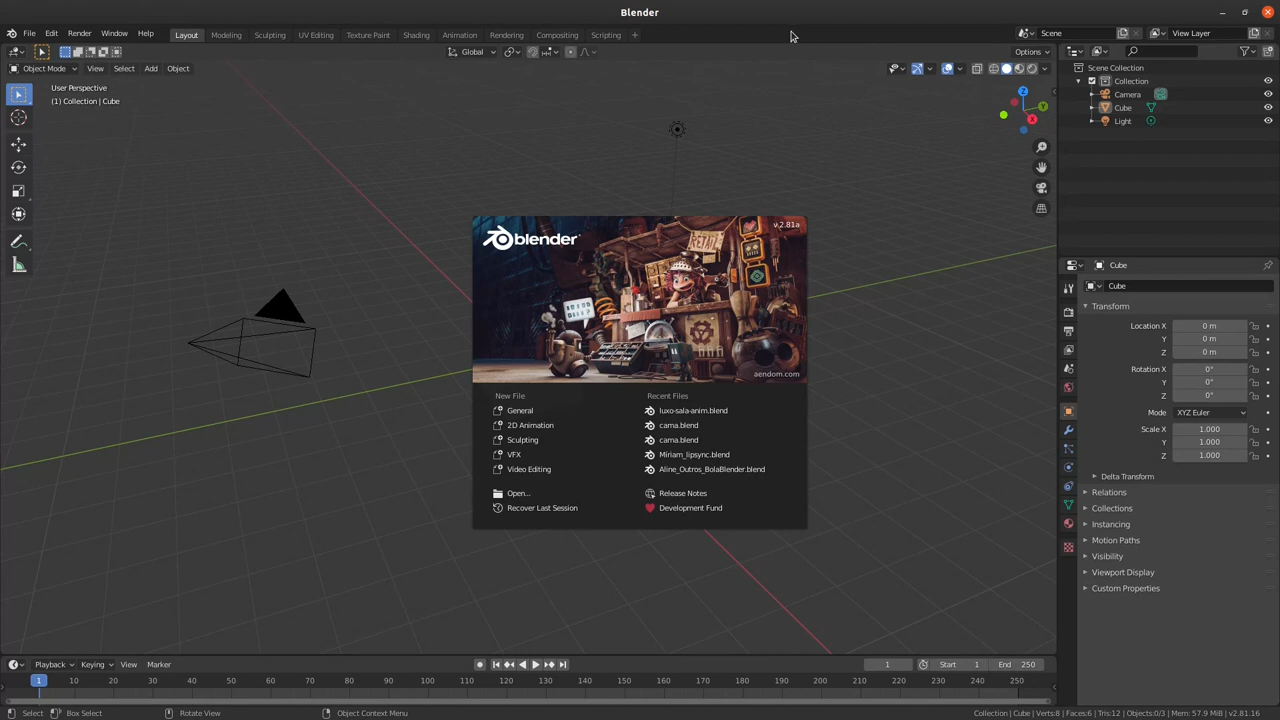 Blender
File Edit Render Window Help Layout Modeling Sculpting UV Editing Texture Paint Shading Animation Rendering Compositing Scripting + Scene View Layer
Global Options
Object Mode View Select Add Object
User Perspective
(1) Collection | Cube
Z
Y
X
Scene Collection
Collection
Camera
Cube
Light
blender
v 2.81a
RETAIL
aendom.com
New File
General
2D Animation
Sculpting
VFX
Video Editing
Open...
Recover Last Session
Recent Files
luxo-sala-anim.blend
cama.blend
cama.blend
Miriam_lipsync.blend
Aline_Outros_BolaBlender.blend
Release Notes
Development Fund
Cube
Cube
Transform
Location X 0 m
Y 0 m
Z 0 m
Rotation X 0°
Y 0°
Z 0°
Mode XYZ Euler
Scale X 1.000
Y 1.000
Z 1.000
Delta Transform
Relations
Collections
Instancing
Motion Paths
Visibility
Viewport Display
Custom Properties
Playback Keying View Marker 1 Start 1 End 250
1 10 20 30 40 50 60 70 80 90 100 110 120 130 140 150 160 170 180 190 200 210 220 230 240 250
Select Box Select Rotate View Object Context Menu Collection | Cube | Verts:8 | Faces:6 | Tris:12 | Objects:0/3 | Mem: 57.9 MiB | v2.81.16